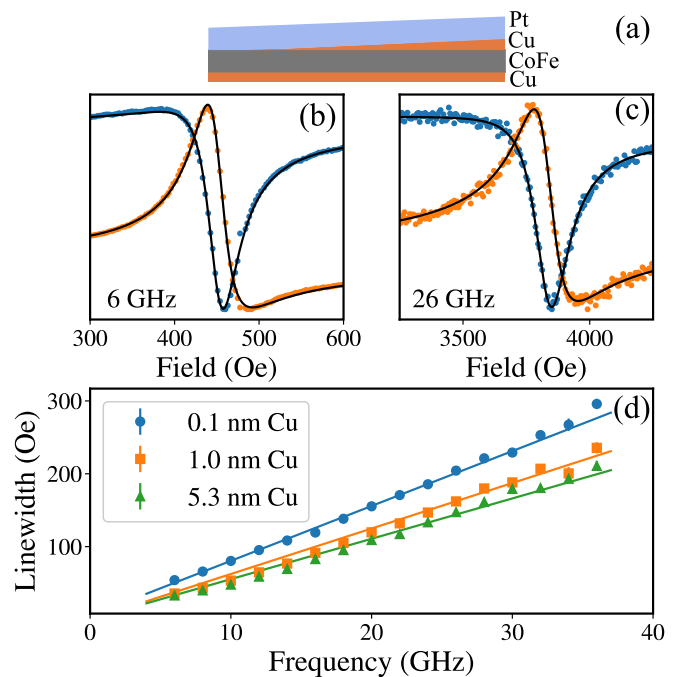 Pt
(a)
Cu
CoFe
Cu
(b)
(c)
6 GHz
26 GHz
300 400 500 600
3500 4000
Field (Oe)
Field (Oe)
(d)
300
200
100
0.1 nm Cu
1.0 nm Cu
5.3 nm Cu
Linewidth (Oe)
0 10 20 30 40
Frequency (GHz)